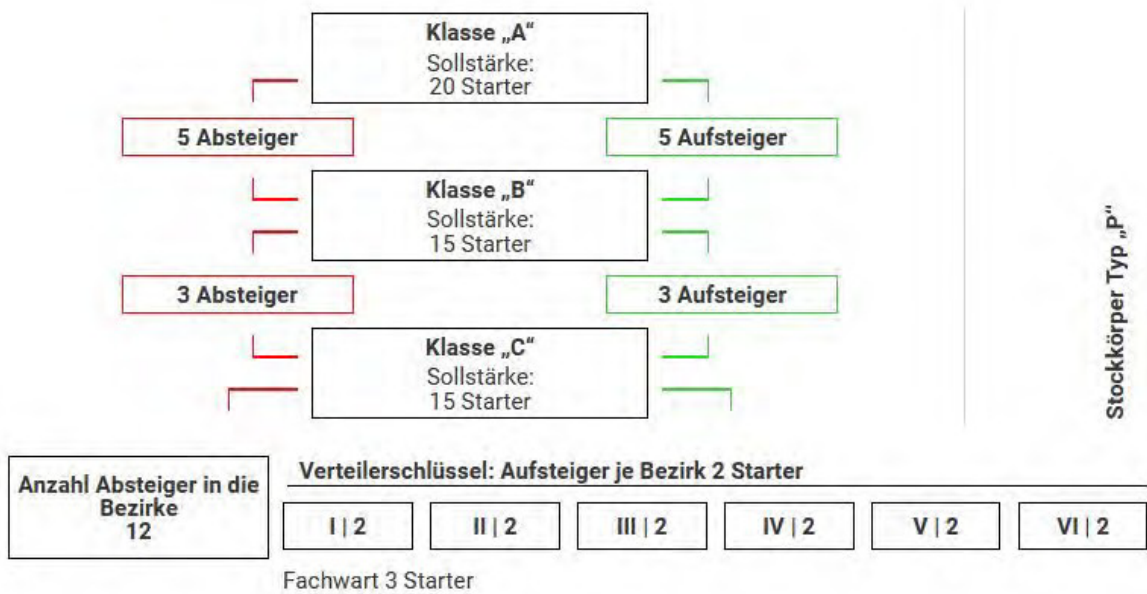 Klasse „A“
Sollstärke:
20 Starter
5 Absteiger
5 Aufsteiger
Klasse „B“
Sollstärke:
15 Starter
3 Absteiger
3 Aufsteiger
Klasse „C“
Sollstärke:
15 Starter
Stockkörper Typ „P“
Anzahl Absteiger in die
Bezirke
12
Verteilerschlüssel: Aufsteiger je Bezirk 2 Starter
I | 2
II | 2
III | 2
IV | 2
V | 2
VI | 2
Fachwart 3 Starter